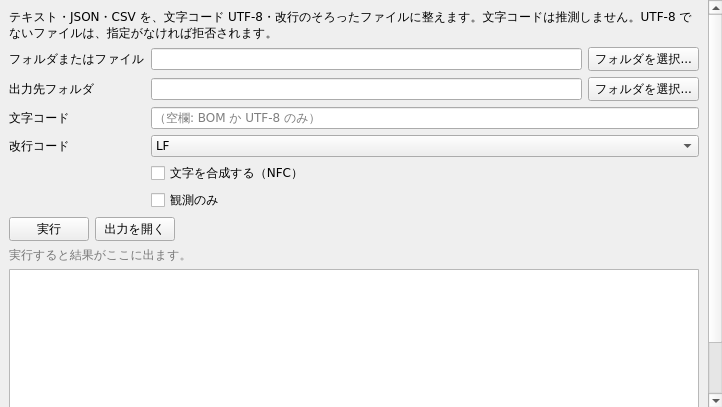 テキスト・JSON・CSV を、文字コード UTF-8・改行のそろったファイルに整えます。文字コードは推測しません。UTF-8 で
ないファイルは、指定がなければ拒否されます。
フォルダまたはファイル
フォルダを選択...
出力先フォルダ
フォルダを選択...
文字コード
（空欄: BOM か UTF-8 のみ）
改行コード
LF
文字を合成する（NFC）
観測のみ
実行
出力を開く
実行すると結果がここに出ます。